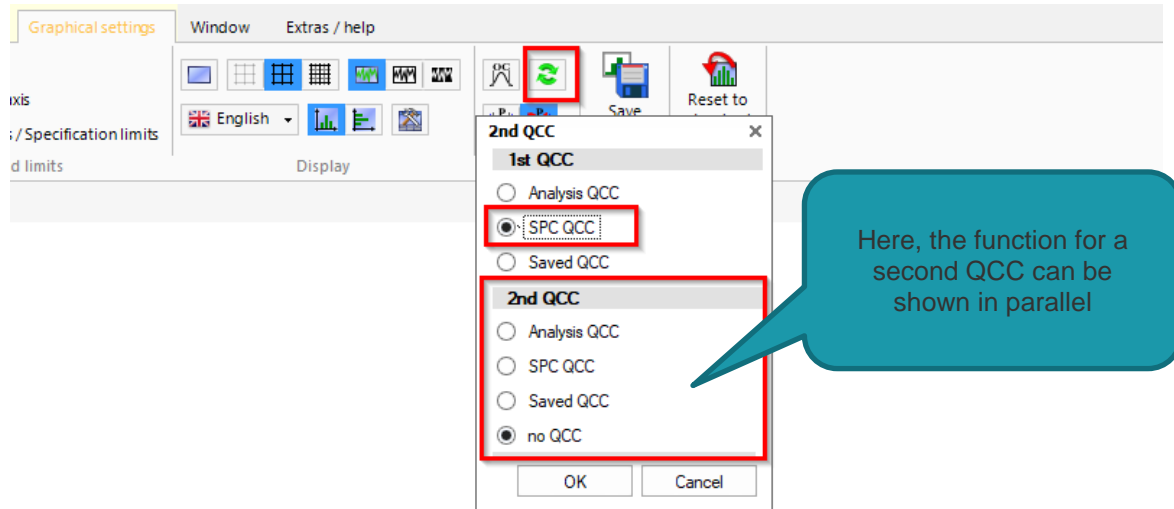 Graphical settings Window Extras / help
xis
English
Save
Reset to
s / Specification limits
d limits
Display
2nd QCC
1st QCC
Analysis QCC
SPC QCC
Saved QCC
2nd QCC
Analysis QCC
SPC QCC
Saved QCC
no QCC
OK Cancel
Here, the function for a
second QCC can be
shown in parallel